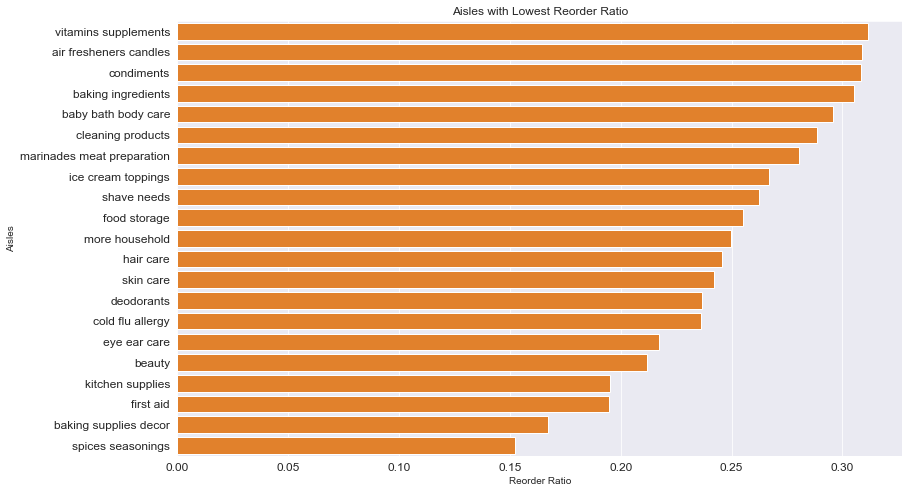 Aisles with Lowest Reorder Ratio
vitamins supplements
air fresheners candles
condiments
baking ingredients
baby bath body care
cleaning products
marinades meat preparation
ice cream toppings
shave needs
food storage
more household
hair care
skin care
deodorants
cold flu allergy
eye ear care
beauty
kitchen supplies
first aid
baking supplies decor
spices seasonings
Aisles
0.00 0.05 0.10 0.15 0.20 0.25 0.30
Reorder Ratio